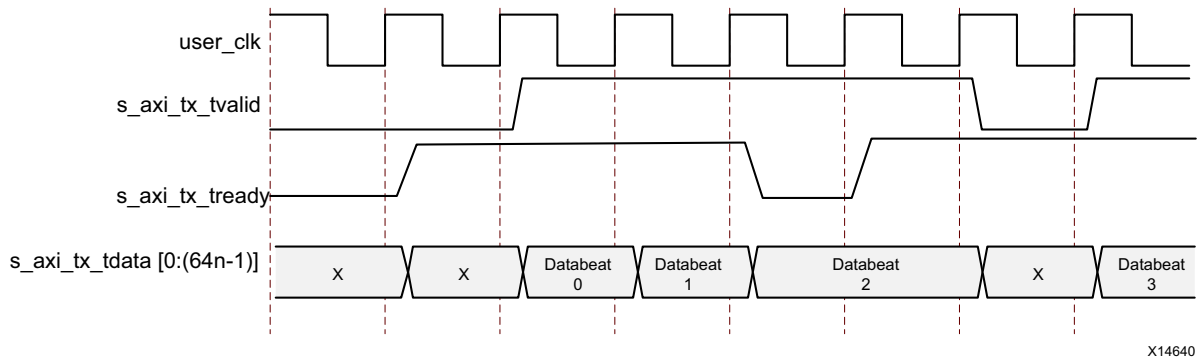 user_clk
s_axi_tx_tvalid
s_axi_tx_tready
s_axi_tx_tdata [0:(64n-1)]
X
X
Databeat
0
Databeat
1
Databeat
2
X
Databeat
3
X14640